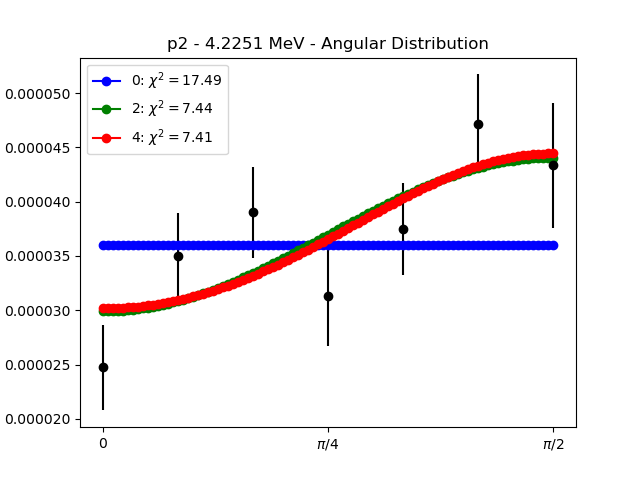 p2 - 4.2251 MeV - Angular Distribution
0: χ² = 17.49
2: χ² = 7.44
4: χ² = 7.41
0.000050
0.000045
0.000040
0.000035
0.000030
0.000025
0.000020
0 π/4 π/2